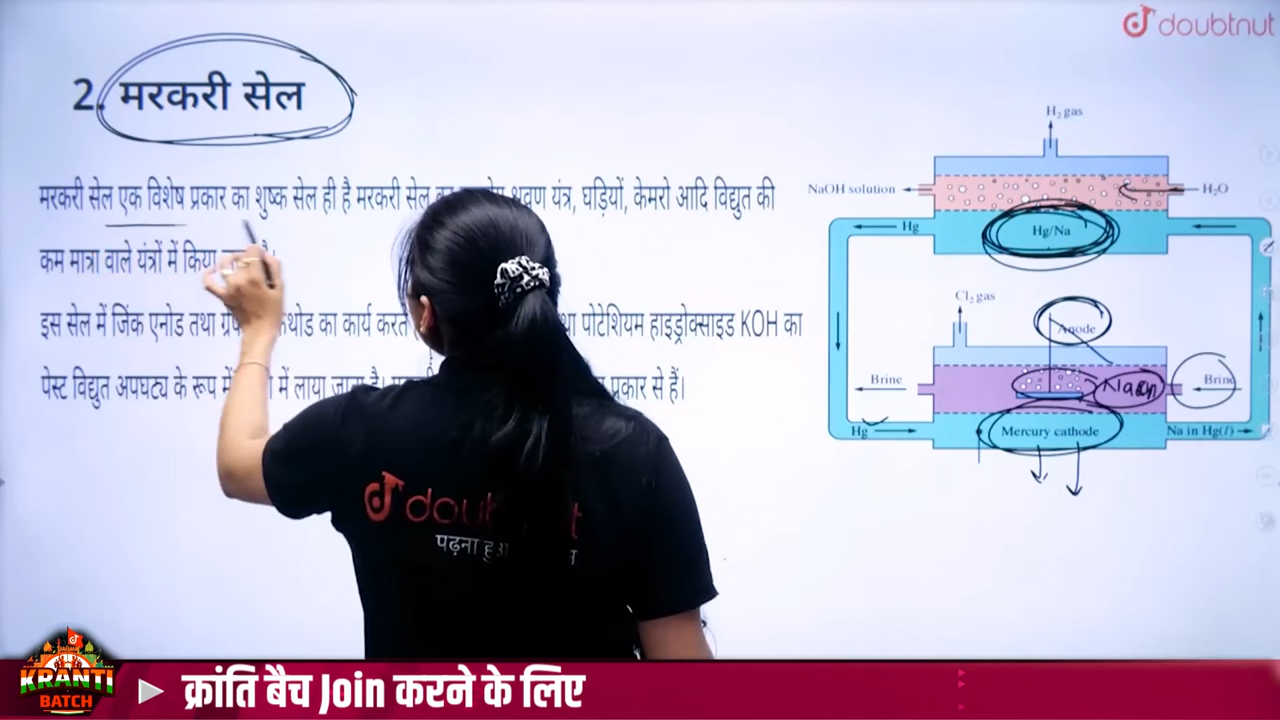 doubtnut
2. मरकरी सेल
मरकरी सेल एक विशेष प्रकार का शुष्क सेल ही है मरकरी सेल श्रवण यंत्र, घड़ियों, केमरो आदि विद्युत की
कम मात्रा वाले यंत्रों में किया
इस सेल में जिंक एनोड तथा का कार्य करते पोटेशियम हाइड्रोक्साइड KOH का
पेस्ट विद्युत अपघट्य के रूप में में लाया जाता है। प्रकार से हैं।
H₂ gas
NaOH solution
H₂O
Hg
Hg/Na
Cl₂ gas
Anode
Brine
Brine
Hg
Mercury cathode
Na in Hg(l)
doubtnut
पढ़ना हुआ
KRANTI
BATCH
क्रांति बैच Join करने के लिए